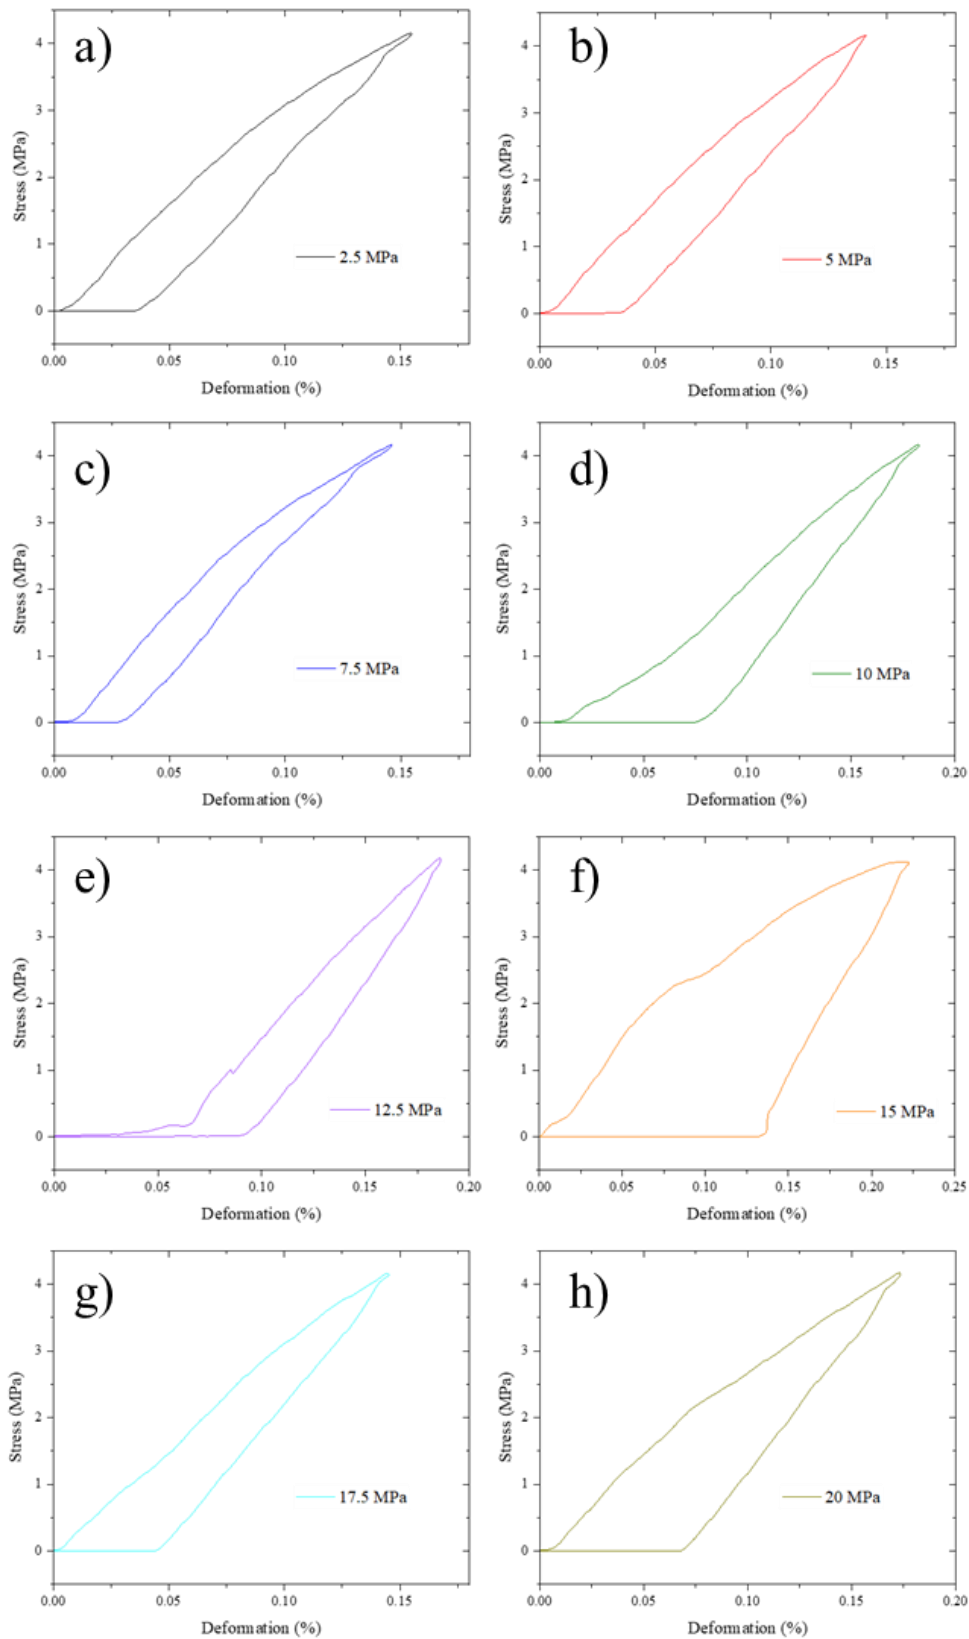 a)
4
3
2
1
0
Stress (MPa)
2.5 MPa
0.00 0.05 0.10 0.15
Deformation (%)
b)
4
3
2
1
0
Stress (MPa)
5 MPa
0.00 0.05 0.10 0.15
Deformation (%)
c)
4
3
2
1
0
Stress (MPa)
7.5 MPa
0.00 0.05 0.10 0.15
Deformation (%)
d)
4
3
2
1
0
Stress (MPa)
10 MPa
0.00 0.05 0.10 0.15 0.20
Deformation (%)
e)
4
3
2
1
0
Stress (MPa)
12.5 MPa
0.00 0.05 0.10 0.15 0.20
Deformation (%)
f)
4
3
2
1
0
Stress (MPa)
15 MPa
0.00 0.05 0.10 0.15 0.20 0.25
Deformation (%)
g)
4
3
2
1
0
Stress (MPa)
17.5 MPa
0.00 0.05 0.10 0.15
Deformation (%)
h)
4
3
2
1
0
Stress (MPa)
20 MPa
0.00 0.05 0.10 0.15 0.20
Deformation (%)